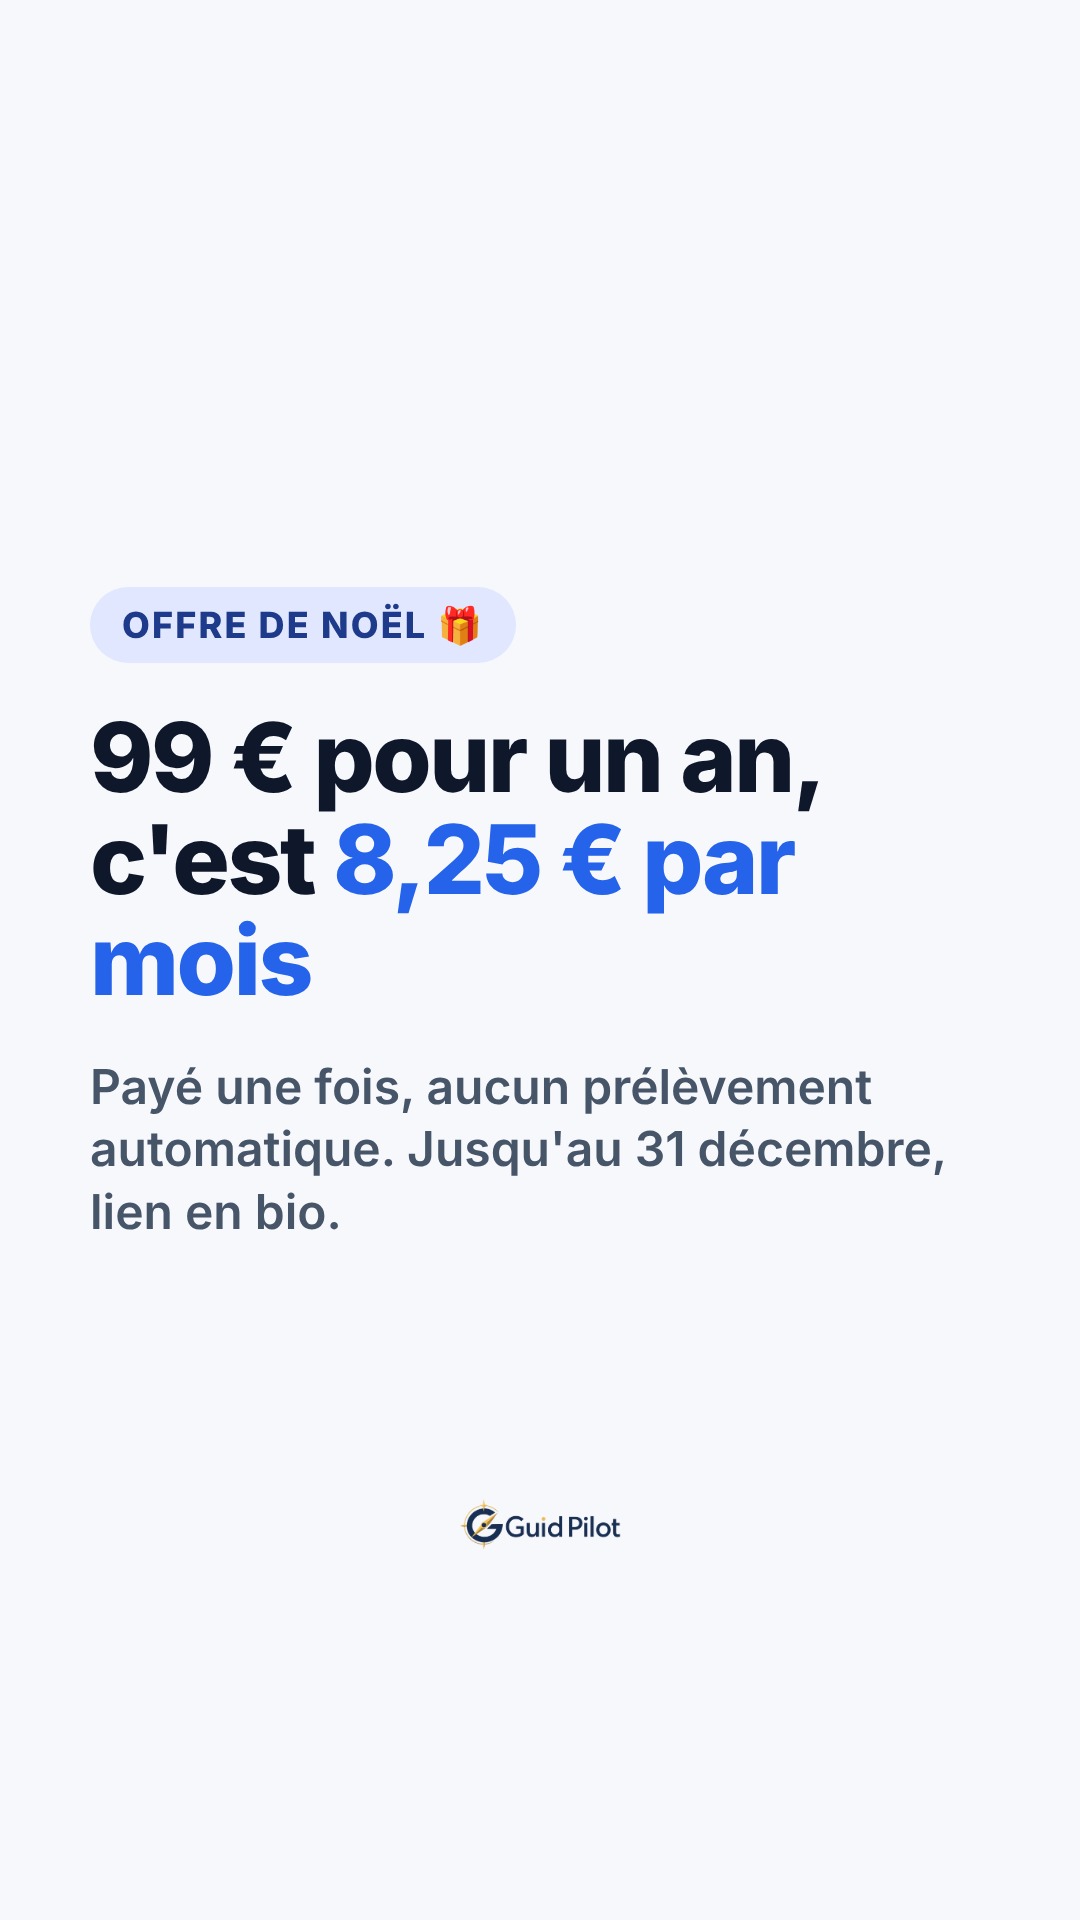 OFFRE DE NOËL 🎁
99 € pour un an,
c'est 8,25 € par
mois
Payé une fois, aucun prélèvement
automatique. Jusqu'au 31 décembre,
lien en bio.
Guid Pilot